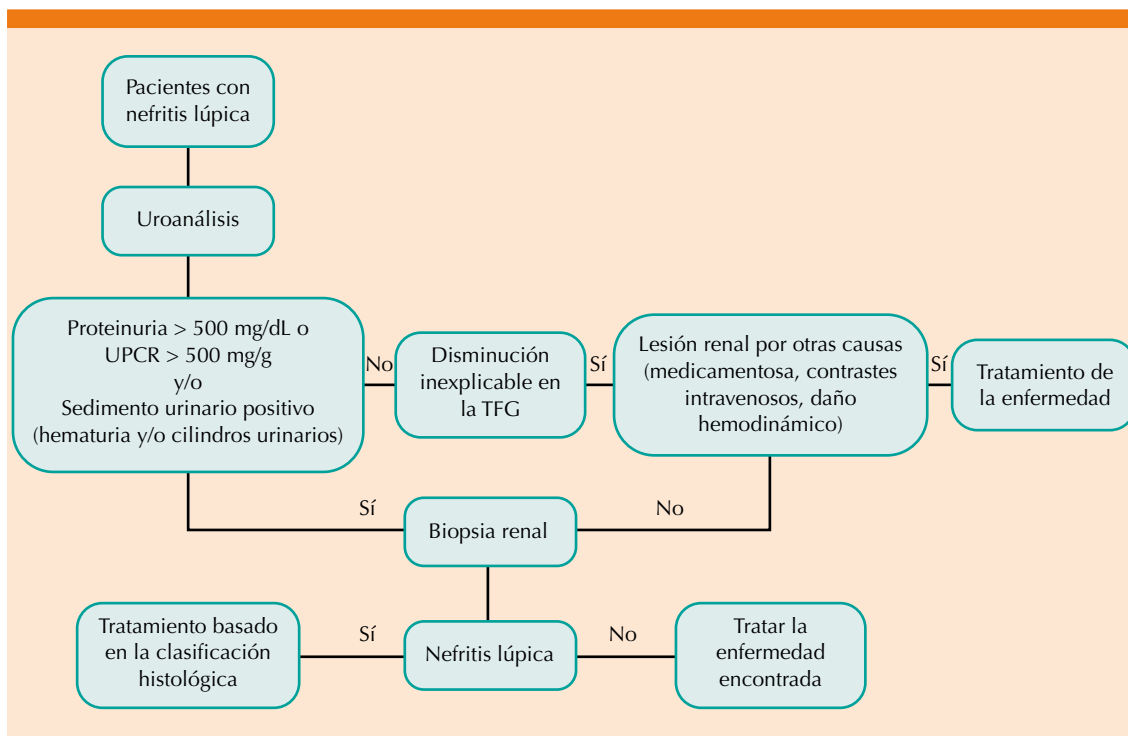 Pacientes con
nefritis lúpica
Uroanálisis
Proteinuria > 500 mg/dL o
UPCR > 500 mg/g
y/o
Sedimento urinario positivo
(hematuria y/o cilindros urinarios)
No
Disminución
inexplicable en
la TFG
Sí
Lesión renal por otras causas
(medicamentosa, contrastes
intravenosos, daño
hemodinámico)
Sí
Tratamiento de
la enfermedad
Sí
Biopsia renal
No
Tratamiento basado
en la clasificación
histológica
Sí
Nefritis lúpica
No
Tratar la
enfermedad
encontrada